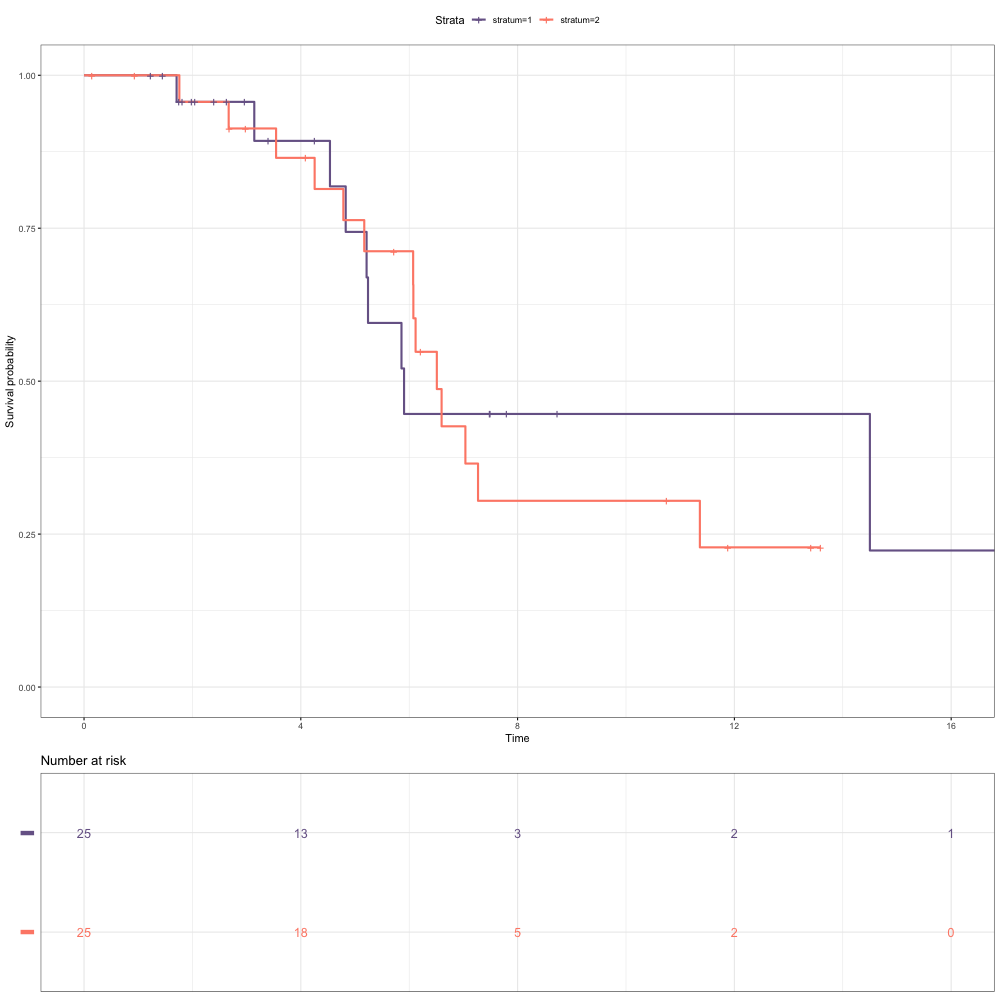 Strata stratum=1 stratum=2
Survival probability
1.00
0.75
0.50
0.25
0.00
0 4 8 12 16
Time
Number at risk
25 13 3 2 1
25 18 5 2 0